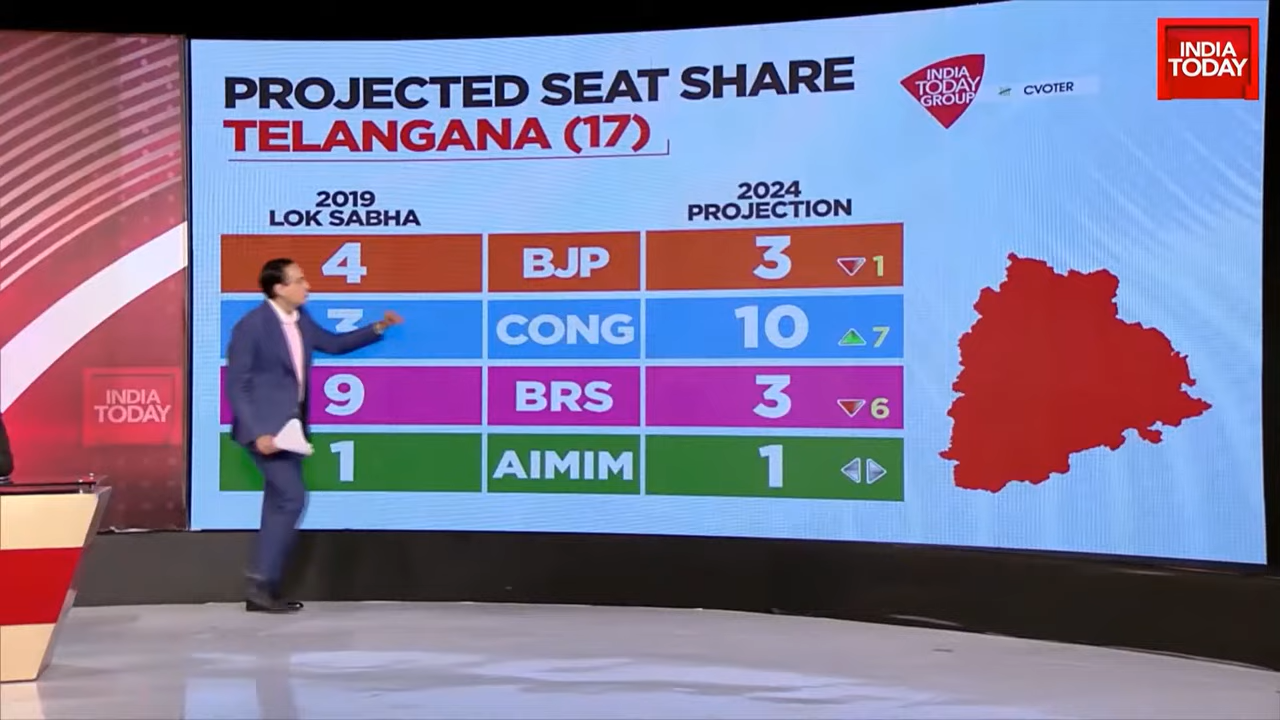 PROJECTED SEAT SHARE
TELANGANA (17)
INDIA
TODAY
GROUP
CVOTER
INDIA
TODAY
2019
LOK SABHA
2024
PROJECTION
4 BJP 3 1
3 CONG 10 7
9 BRS 3 6
1 AIMIM 1
INDIA
TODAY